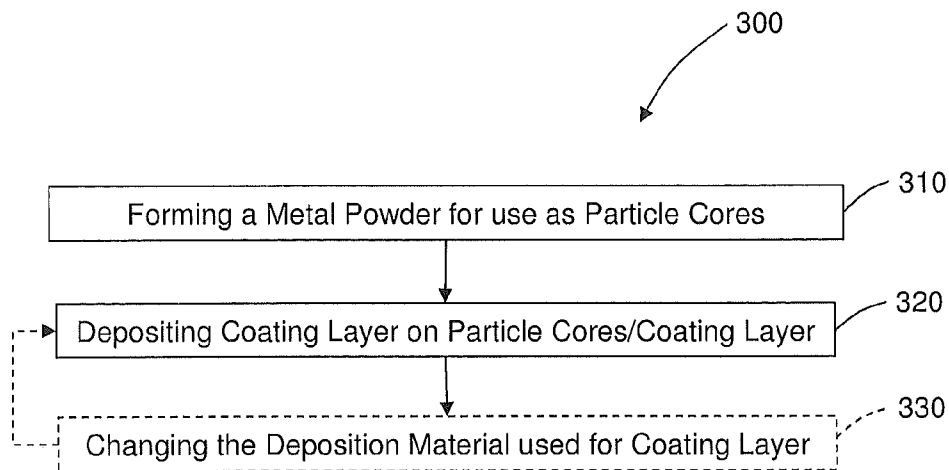 300
310
Forming a Metal Powder for use as Particle Cores
320
Depositing Coating Layer on Particle Cores/Coating Layer
330
Changing the Deposition Material used for Coating Layer